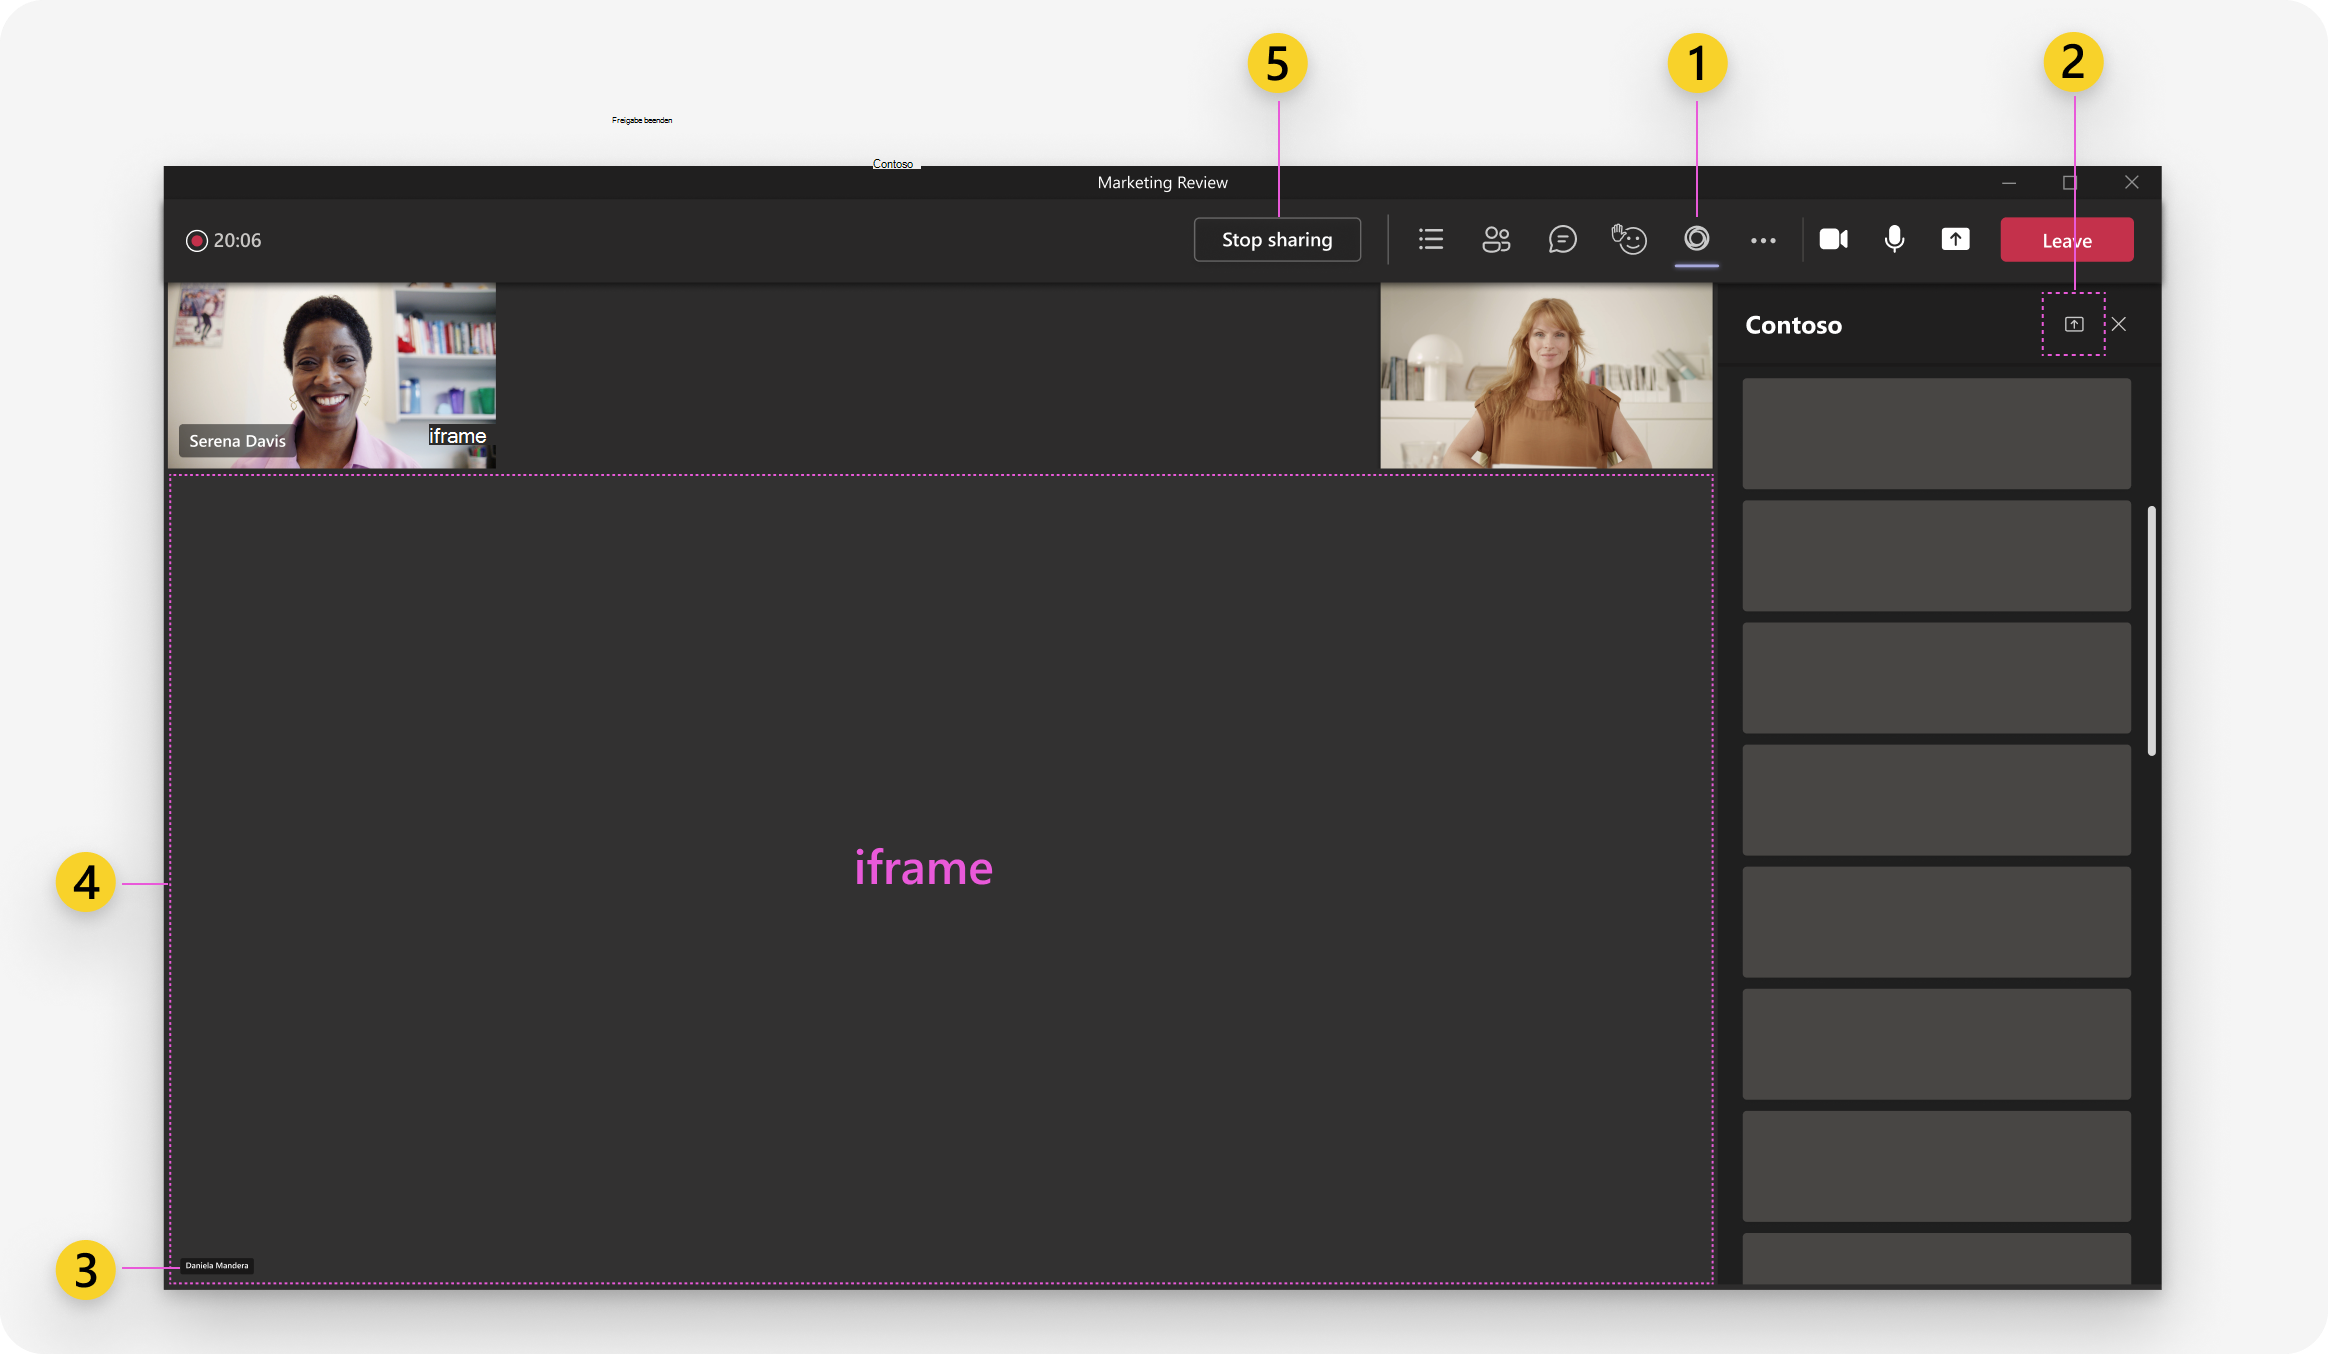 5
1
2
Freigabe beenden
Contoso
Marketing Review
20:06
Stop sharing
Leave
Contoso
Serena Davis
iframe
iframe
4
3
Daniela Mandera